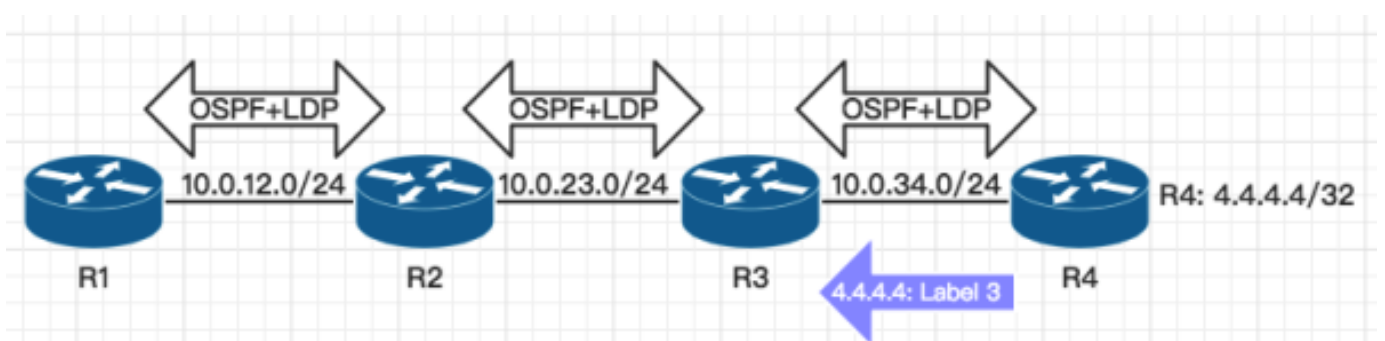 OSPF+LDP
OSPF+LDP
OSPF+LDP
10.0.12.0/24
10.0.23.0/24
10.0.34.0/24
R4: 4.4.4.4/32
R1
R2
R3
R4
4.4.4.4: Label 3